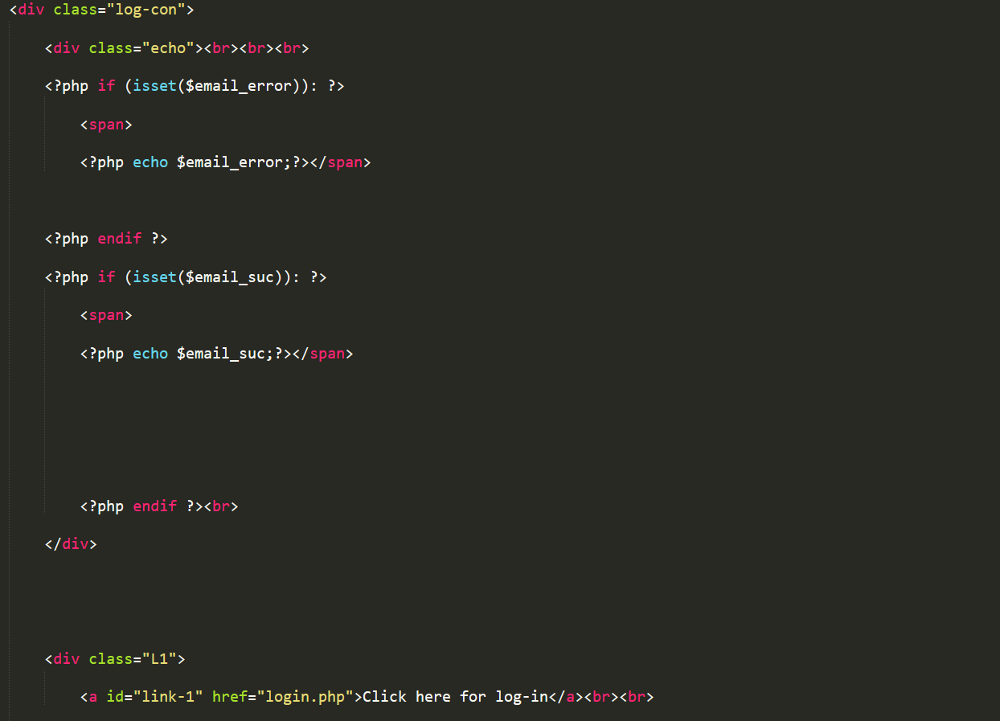 <div class="log-con">
<div class="echo"><br><br><br>
<?php if (isset($email_error)): ?>
<span>
<?php echo $email_error;?></span>
<?php endif ?>
<?php if (isset($email_suc)): ?>
<span>
<?php echo $email_suc;?></span>
<?php endif ?><br>
</div>
<div class="L1">
<a id="link-1" href="login.php">Click here for log-in</a><br><br>